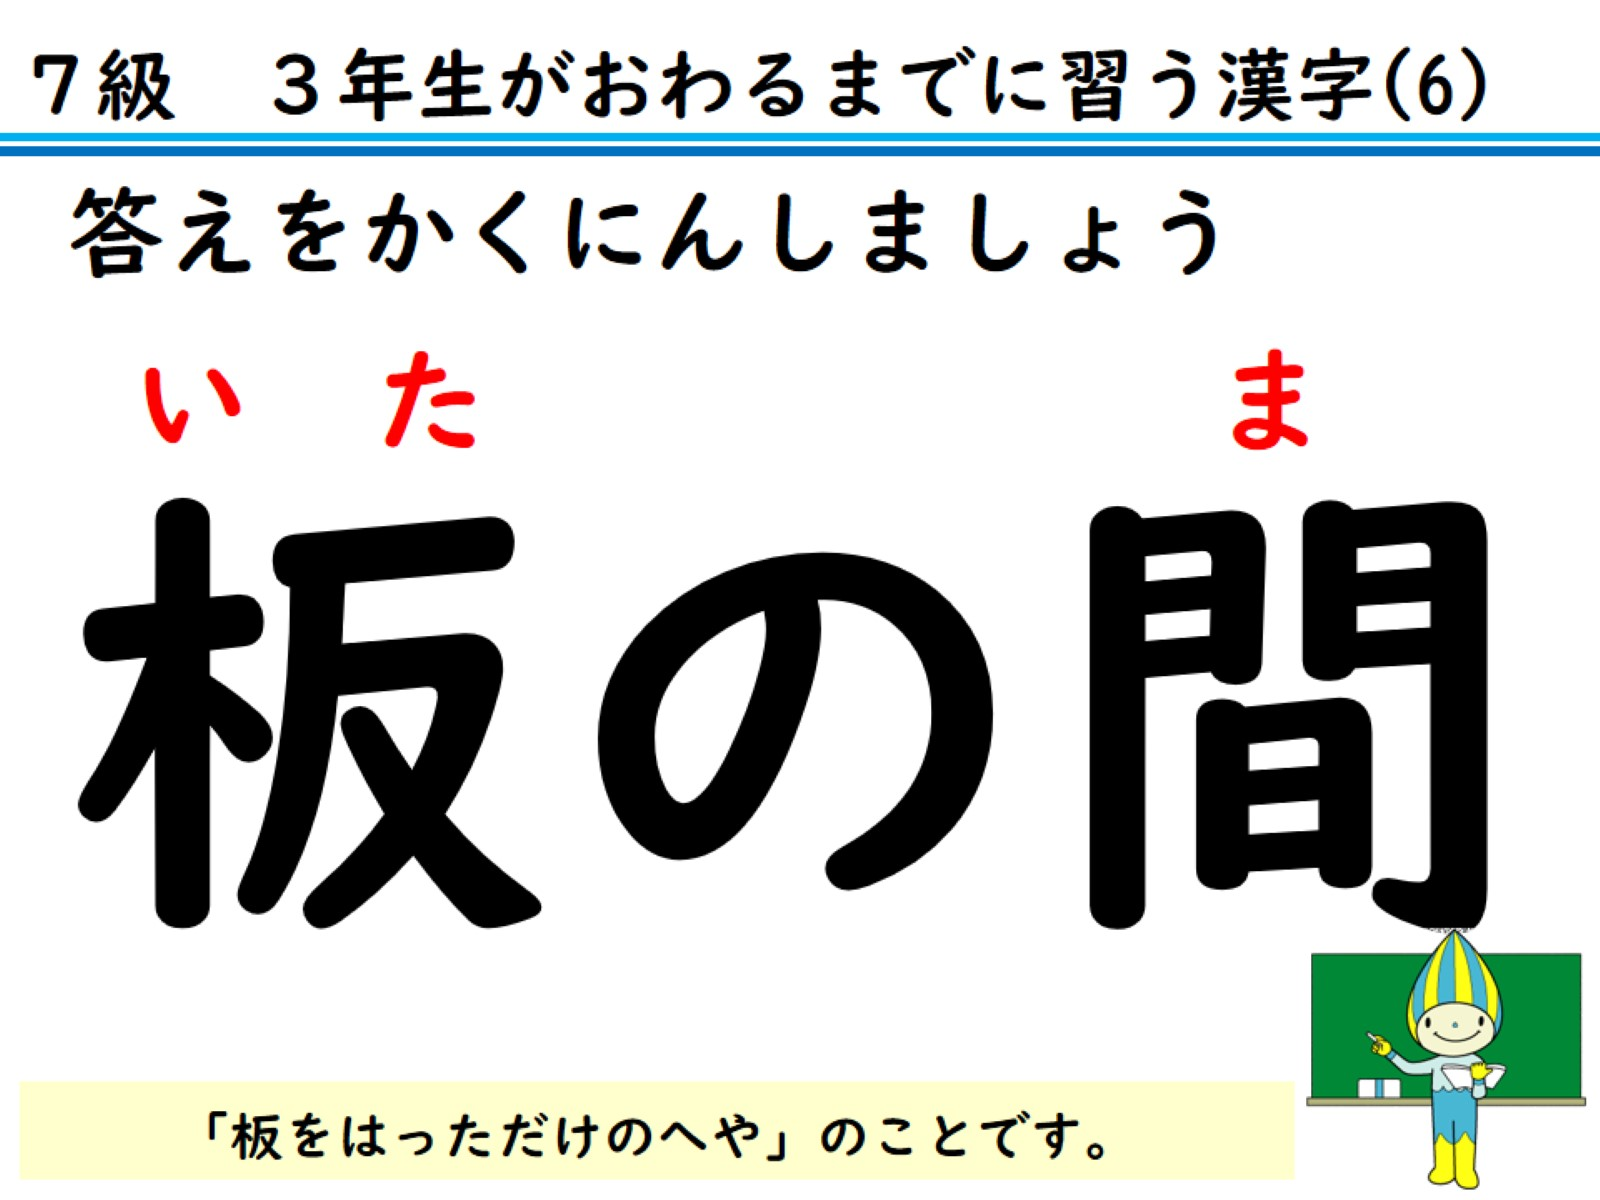 ７級　３年生がおわるまでに習う漢字(6)
答えをかくにんしましょう
いた　ま
板の間
「板をはっただけのへや」のことです。